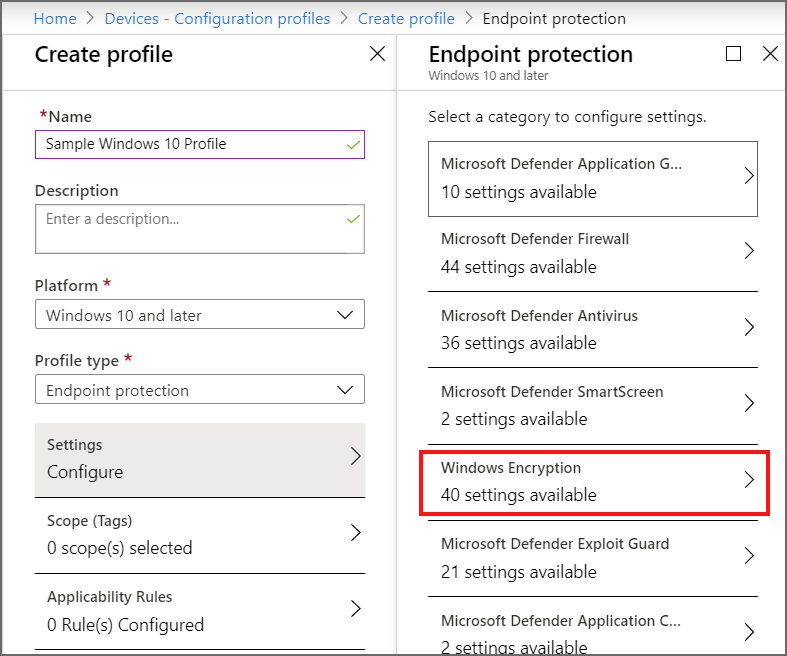 Home > Devices - Configuration profiles > Create profile > Endpoint protection
Create profile
*Name
Sample Windows 10 Profile
Description
Enter a description...
Platform *
Windows 10 and later
Profile type *
Endpoint protection
Settings
Configure
Scope (Tags)
0 scope(s) selected
Applicability Rules
0 Rule(s) Configured
Endpoint protection
Windows 10 and later
Select a category to configure settings.
Microsoft Defender Application G...
10 settings available
Microsoft Defender Firewall
44 settings available
Microsoft Defender Antivirus
36 settings available
Microsoft Defender SmartScreen
2 settings available
Windows Encryption
40 settings available
Microsoft Defender Exploit Guard
21 settings available
Microsoft Defender Application C...
2 settings available